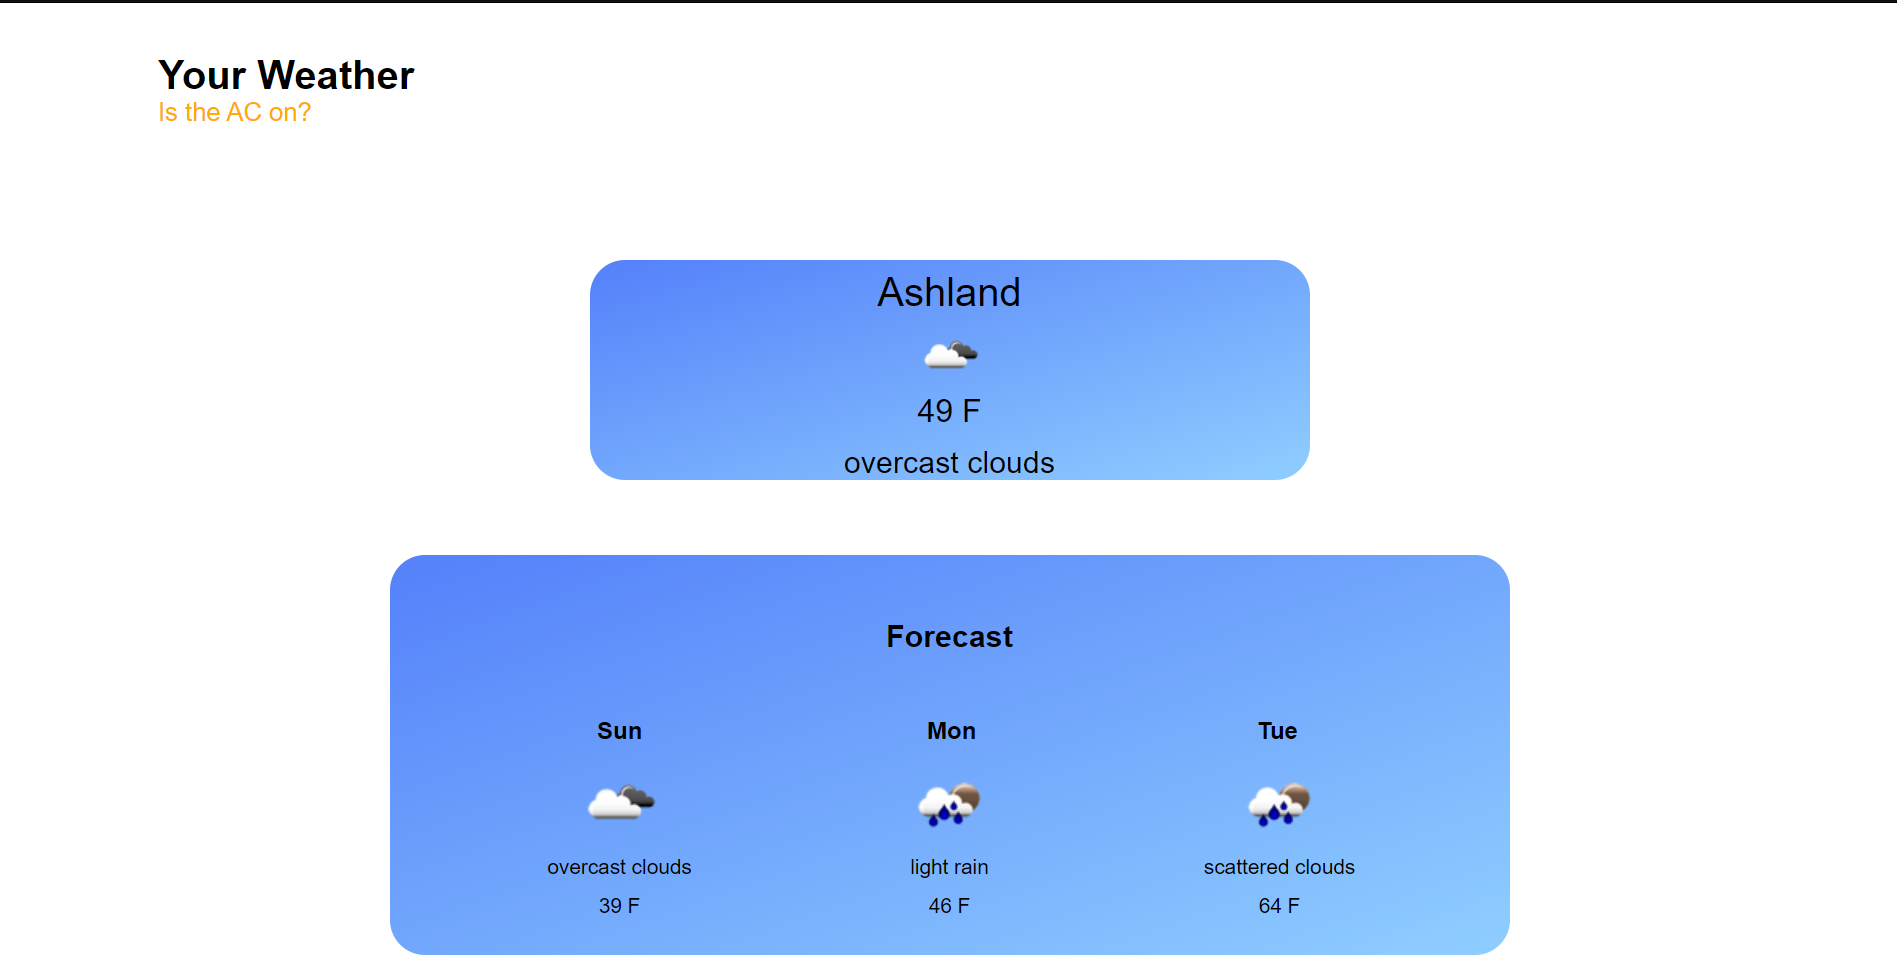 Your Weather
Is the AC on?
Ashland
49 F
overcast clouds
Forecast
Sun
Mon
Tue
overcast clouds
light rain
scattered clouds
39 F
46 F
64 F